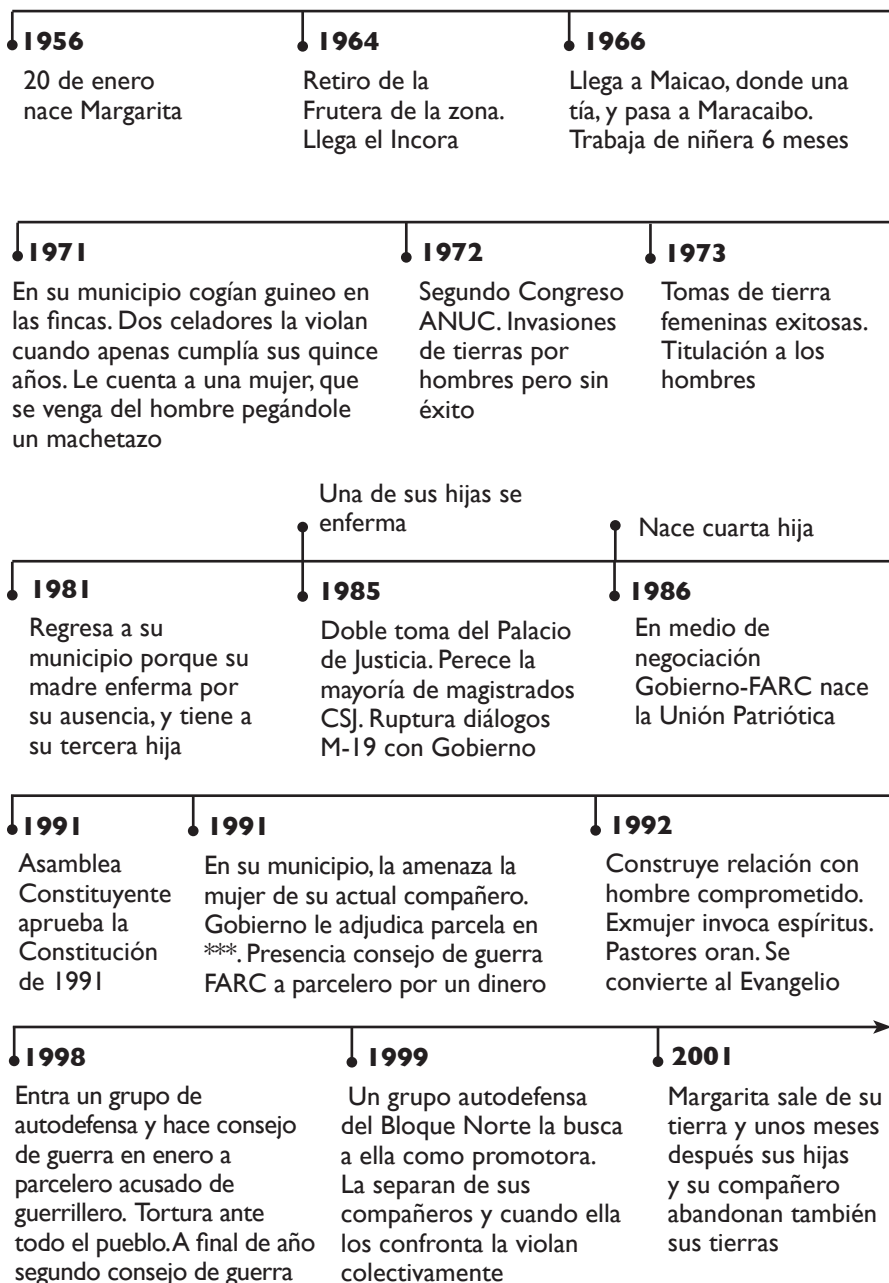 1956
20 de enero
nace Margarita
1964
Retiro de la
Frutera de la zona.
Llega el Incora
1966
Llega a Maicao, donde una
tía, y pasa a Maracaibo.
Trabaja de niñera 6 meses
1971
En su municipio cogían guineo en
las fincas. Dos celadores la violan
cuando apenas cumplía sus quince
años. Le cuenta a una mujer, que
se venga del hombre pegándole
un machetazo
1972
Segundo Congreso
ANUC. Invasiones
de tierras por
hombres pero sin
éxito
1973
Tomas de tierra
femeninas exitosas.
Titulación a los
hombres
1981
Regresa a su
municipio porque su
madre enferma por
su ausencia, y tiene a
su tercera hija
Una de sus hijas se
enferma
1985
Doble toma del Palacio
de Justicia. Perece la
mayoría de magistrados
CSJ. Ruptura diálogos
M-19 con Gobierno
Nace cuarta hija
1986
En medio de
negociación
Gobierno-FARC nace
la Unión Patriótica
1991
Asamblea
Constituyente
aprueba la
Constitución
de 1991
1991
En su municipio, la amenaza la
mujer de su actual compañero.
Gobierno le adjudica parcela en
***. Presencia consejo de guerra
FARC a parcelero por un dinero
1992
Construye relación con
hombre comprometido.
Exmujer invoca espíritus.
Pastores oran. Se
convierte al Evangelio
1998
Entra un grupo de
autodefensa y hace consejo
de guerra en enero a
parcelero acusado de
guerrillero. Tortura ante
todo el pueblo. A final de año
segundo consejo de guerra
1999
Un grupo autodefensa
del Bloque Norte la busca
a ella como promotora.
La separan de sus
compañeros y cuando ella
los confronta la violan
colectivamente
2001
Margarita sale de su
tierra y unos meses
después sus hijas
y su compañero
abandonan también
sus tierras